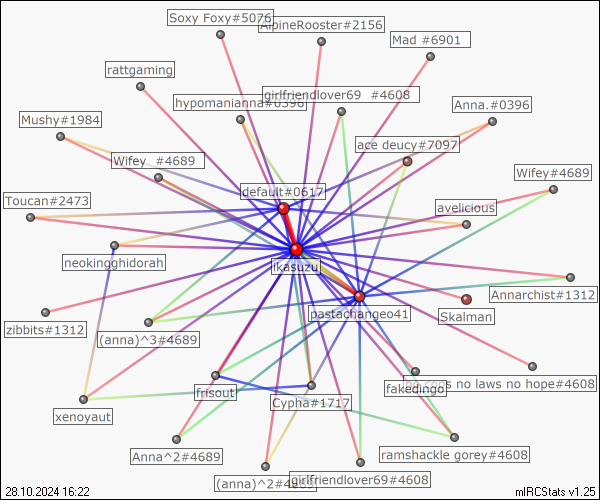 Soxy Foxy#5076
AlpineRooster#2156
Mad #6901
rattgaming
girlfriendlover69 #4608
hypomanianna#0396
Anna.#0396
Mushy#1984
ace deucy#7097
Wifey #4689
Wifey#4689
default#0617
Toucan#2473
avelicious
neokingghidorah
ikasuzu
Annarchist#1312
pastachangeo41
Skalman
zibbits#1312
(anna)^3#4689
no laws no hope#4608
fakedingo
frisout
Cypha#1717
xenoyaut
Anna^2#4689
ramshackle gorey#4608
girlfriendlover69#4608
(anna)^2#4689
28.10.2024 16:22
mIRCStats v1.25